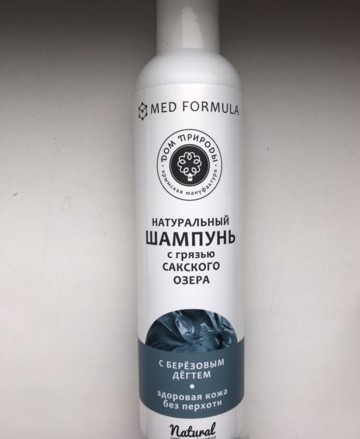 MED FORMULA
ДОМ ПРИРОДЫ
крымская мануфактура
НАТУРАЛЬНЫЙ
ШАМПУНЬ
с грязью
САКСКОГО
ОЗЕРА
С БЕРЁЗОВЫМ
ДЁГТЕМ
здоровая кожа
без перхоти
Natural